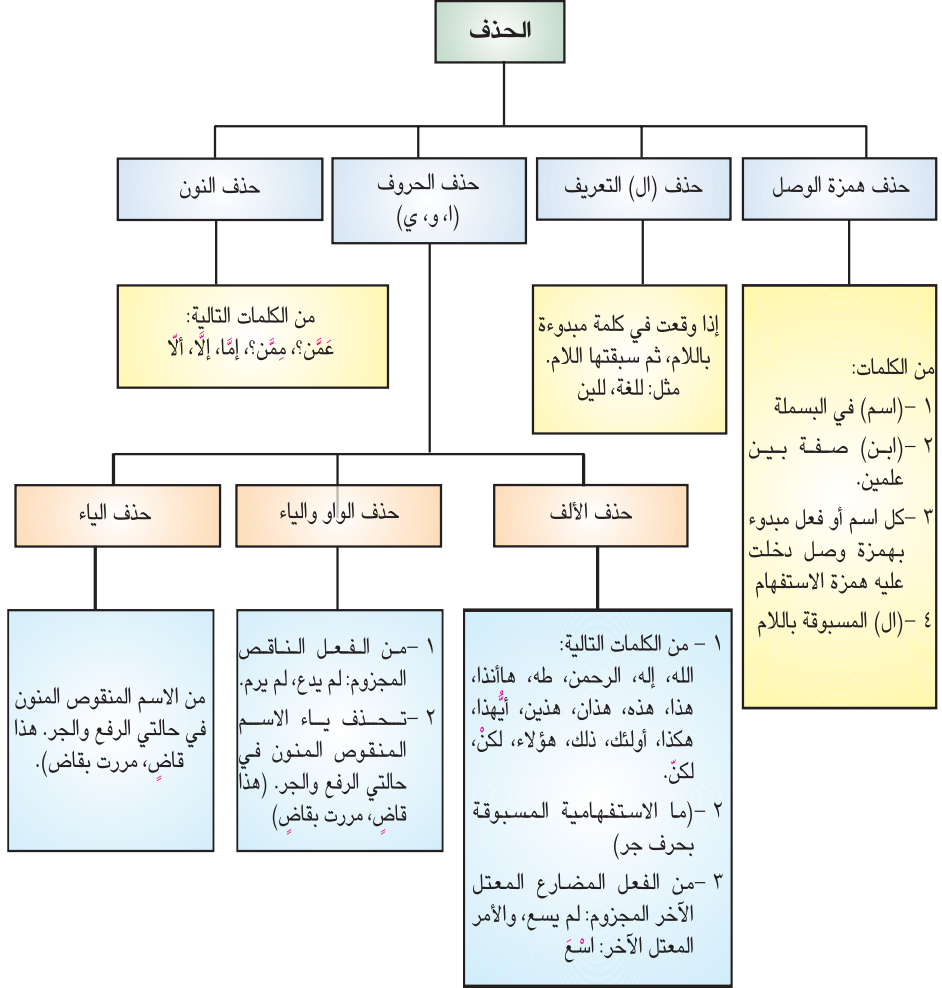 الحذف
حذف همزة الوصل
حذف (ال) التعريف
حذف الحروف
(ا، و، ي)
حذف النون
من الكلمات:
١ -(اسم) في البسملة
٢ -(ابن) صفة بين
علمين.
٣ -كل اسم أو فعل مبدوء
بهمزة وصل دخلت
عليه همزة الاستفهام
٤ -(ال) المسبوقة باللام
إذا وقعت في كلمة مبدوءة
باللام، ثم سبقتها اللام.
مثل: للغة، للين
من الكلمات التالية:
عَمَّن؟، مِمَّن؟، إمَّا، إلَّا، ألّا
حذف الألف
حذف الواو والياء
حذف الياء
١ - من الكلمات التالية:
الله، إله، الرحمن، طه، هاأنذا،
هذا، هذه، هذان، هذين، أيُّهذا،
هكذا، أولئك، ذلك، هؤلاء، لكنْ،
لكنّ.
٢ -(ما الاستفهامية المسبوقة
بحرف جر)
٣ -من الفعل المضارع المعتل
الآخر المجزوم: لم يسع، والأمر
المعتل الآخر: اسْعَ
١ -من الفعل الناقص
المجزوم: لم يدع، لم يرم.
٢ -تحذف ياء الاسم
المنقوص المنون في
حالتي الرفع والجر. (هذا
قاضٍ، مررت بقاضٍ)
من الاسم المنقوص المنون
في حالتي الرفع والجر. هذا
قاضٍ، مررت بقاض).